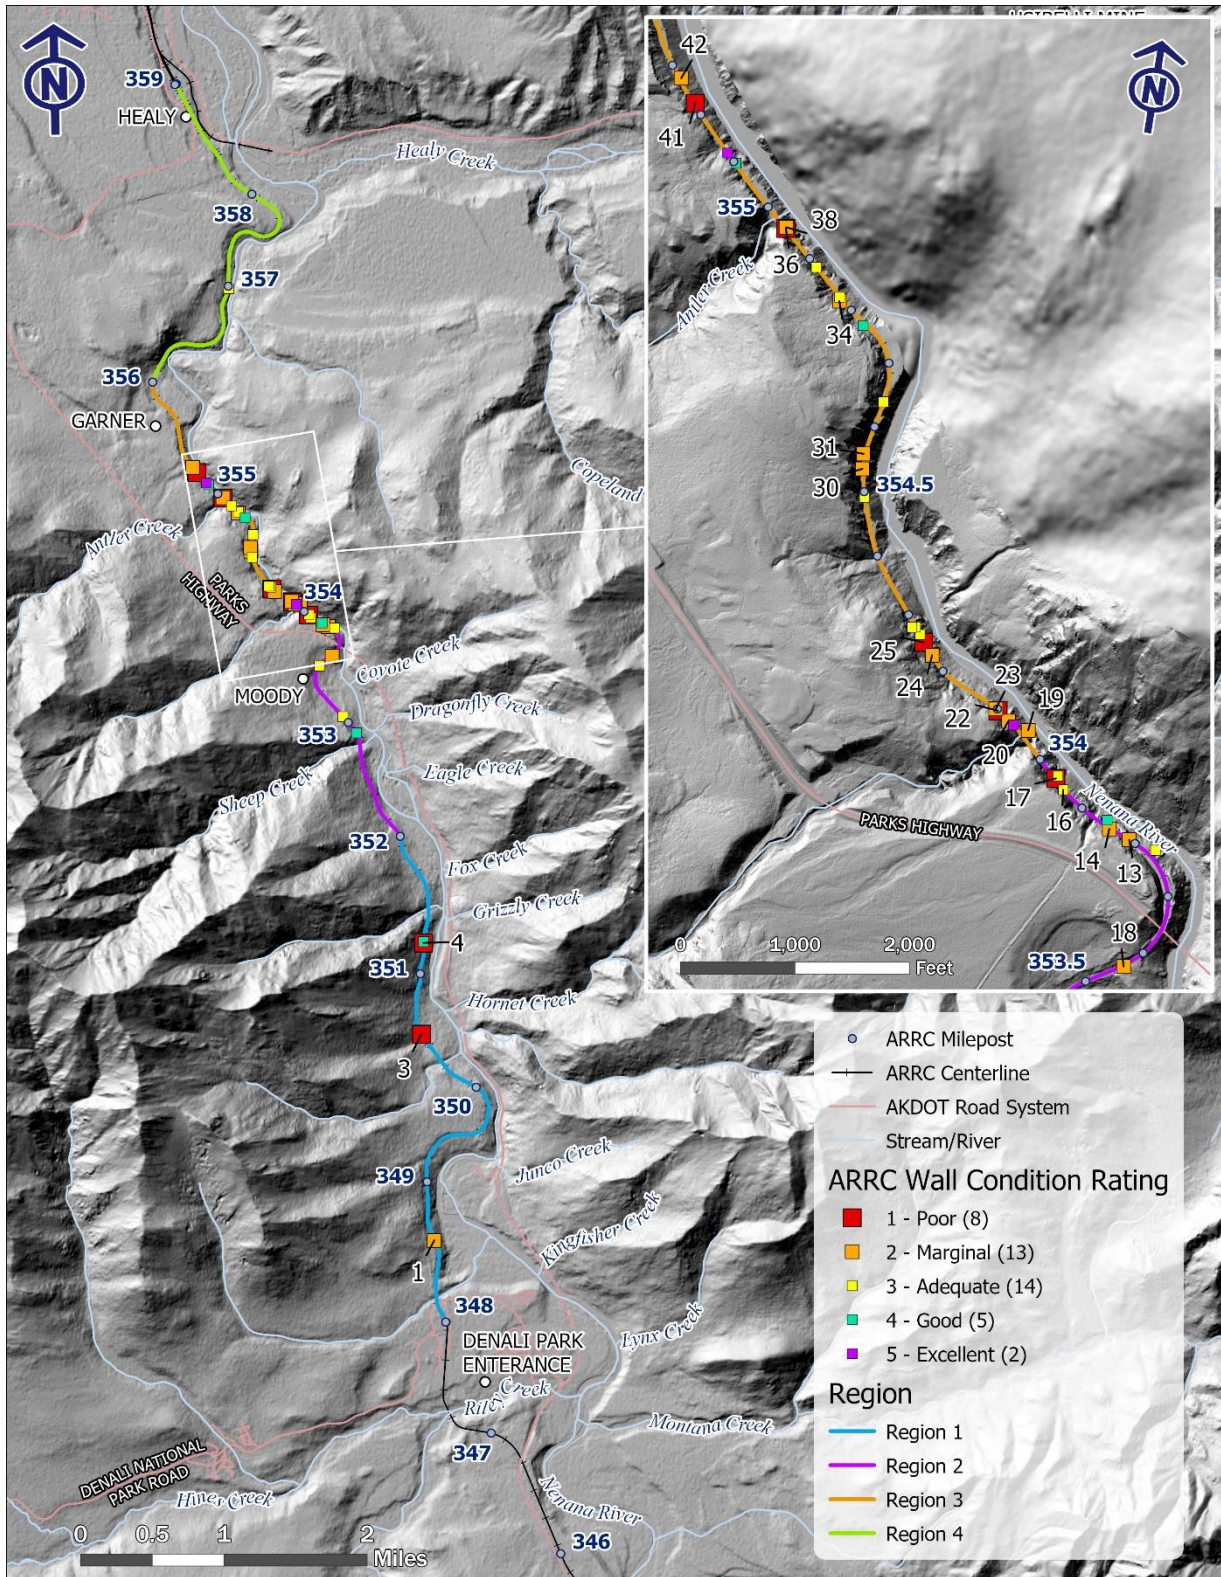 USIBELLI MINE
N
N
359
HEALY
Healy Creek
358
357
356
GARNER
355
Copeland
Antler Creek
PARKS
HIGHWAY
354
Coyote Creek
MOODY
Dragonfly Creek
353
Eagle Creek
Sheep Creek
352
Fox Creek
Grizzly Creek
4
351
Hornet Creek
3
350
349
Junco Creek
Kingfisher Creek
1
348
Lynx Creek
DENALI PARK
ENTERANCE
Riley Creek
Montana Creek
347
DENALI NATIONAL
PARK ROAD
Hines Creek
Nenana River
346
0 0.5 1 2
Miles
42
41
355
38
36
Antler Creek
34
31
30
354.5
25
24
23
22
19
20
354
17
16
Nenana River
PARKS HIGHWAY
14
13
18
353.5
0 1,000 2,000
Feet
ARRC Milepost
ARRC Centerline
AKDOT Road System
Stream/River
ARRC Wall Condition Rating
1 - Poor (8)
2 - Marginal (13)
3 - Adequate (14)
4 - Good (5)
5 - Excellent (2)
Region
Region 1
Region 2
Region 3
Region 4